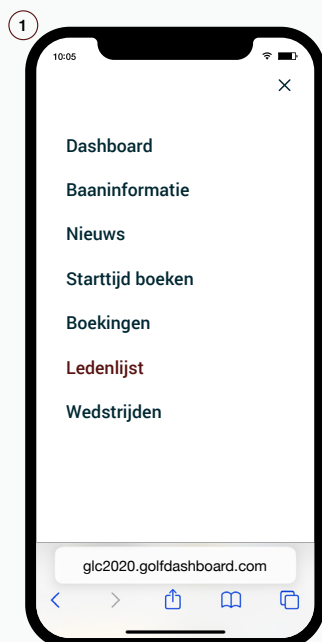 1
10:05
Dashboard
Baaninformatie
Nieuws
Starttijd boeken
Boekingen
Ledenlijst
Wedstrijden
glc2020.golfdashboard.com